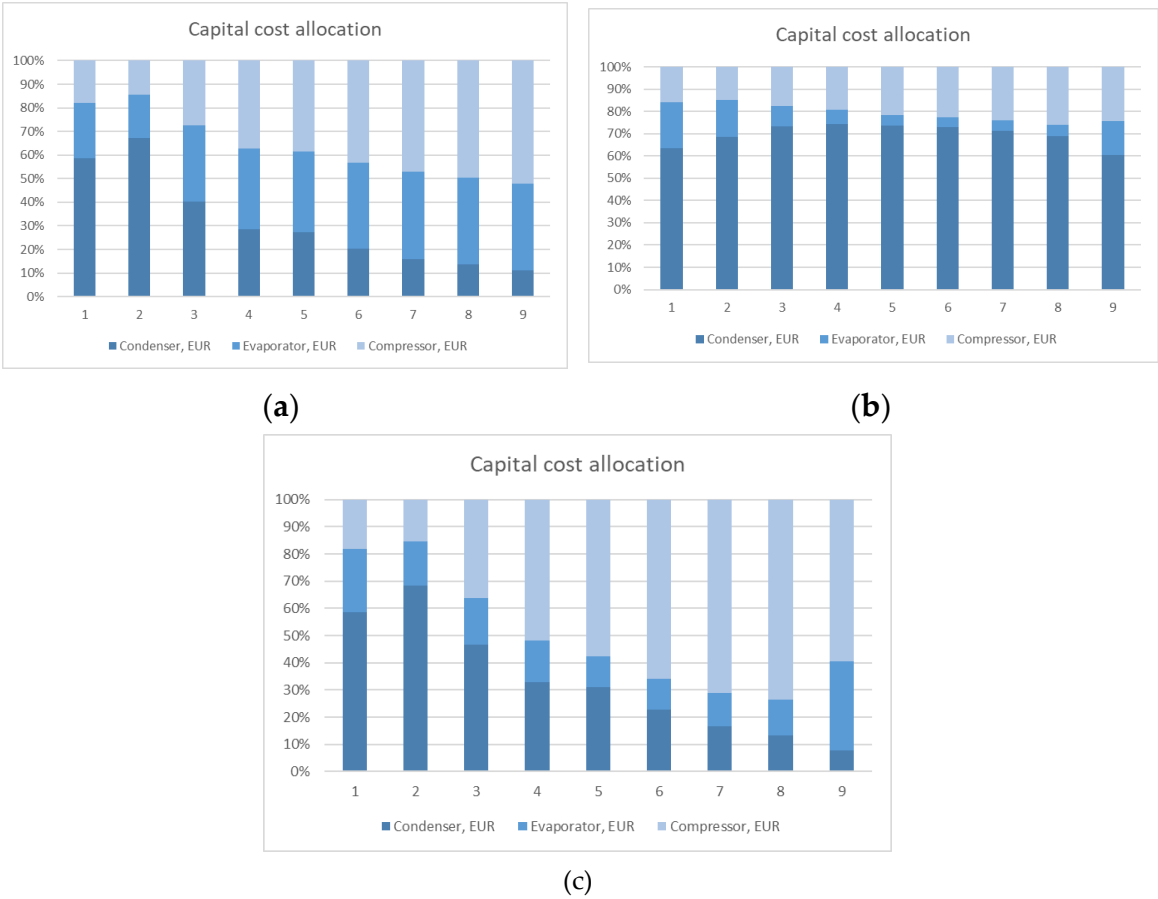 Capital cost allocation
100%
90%
80%
70%
60%
50%
40%
30%
20%
10%
0%
1 2 3 4 5 6 7 8 9
Condenser, EUR Evaporator, EUR Compressor, EUR
(a)
Capital cost allocation
100%
90%
80%
70%
60%
50%
40%
30%
20%
10%
0%
1 2 3 4 5 6 7 8 9
Condenser, EUR Evaporator, EUR Compressor, EUR
(b)
Capital cost allocation
100%
90%
80%
70%
60%
50%
40%
30%
20%
10%
0%
1 2 3 4 5 6 7 8 9
Condenser, EUR Evaporator, EUR Compressor, EUR
(c)